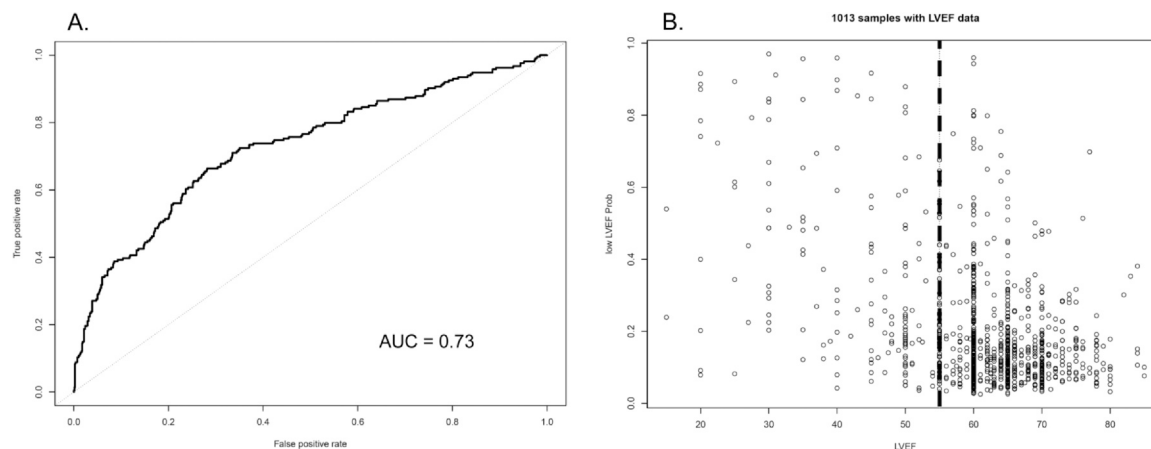 A.
True positive rate
0.0
0.2
0.4
0.6
0.8
1.0
AUC = 0.73
0.0 0.2 0.4 0.6 0.8 1.0
False positive rate
B.
1013 samples with LVEF data
low LVEF Prob
0.0
0.2
0.4
0.6
0.8
1.0
20 30 40 50 60 70 80
LVEF